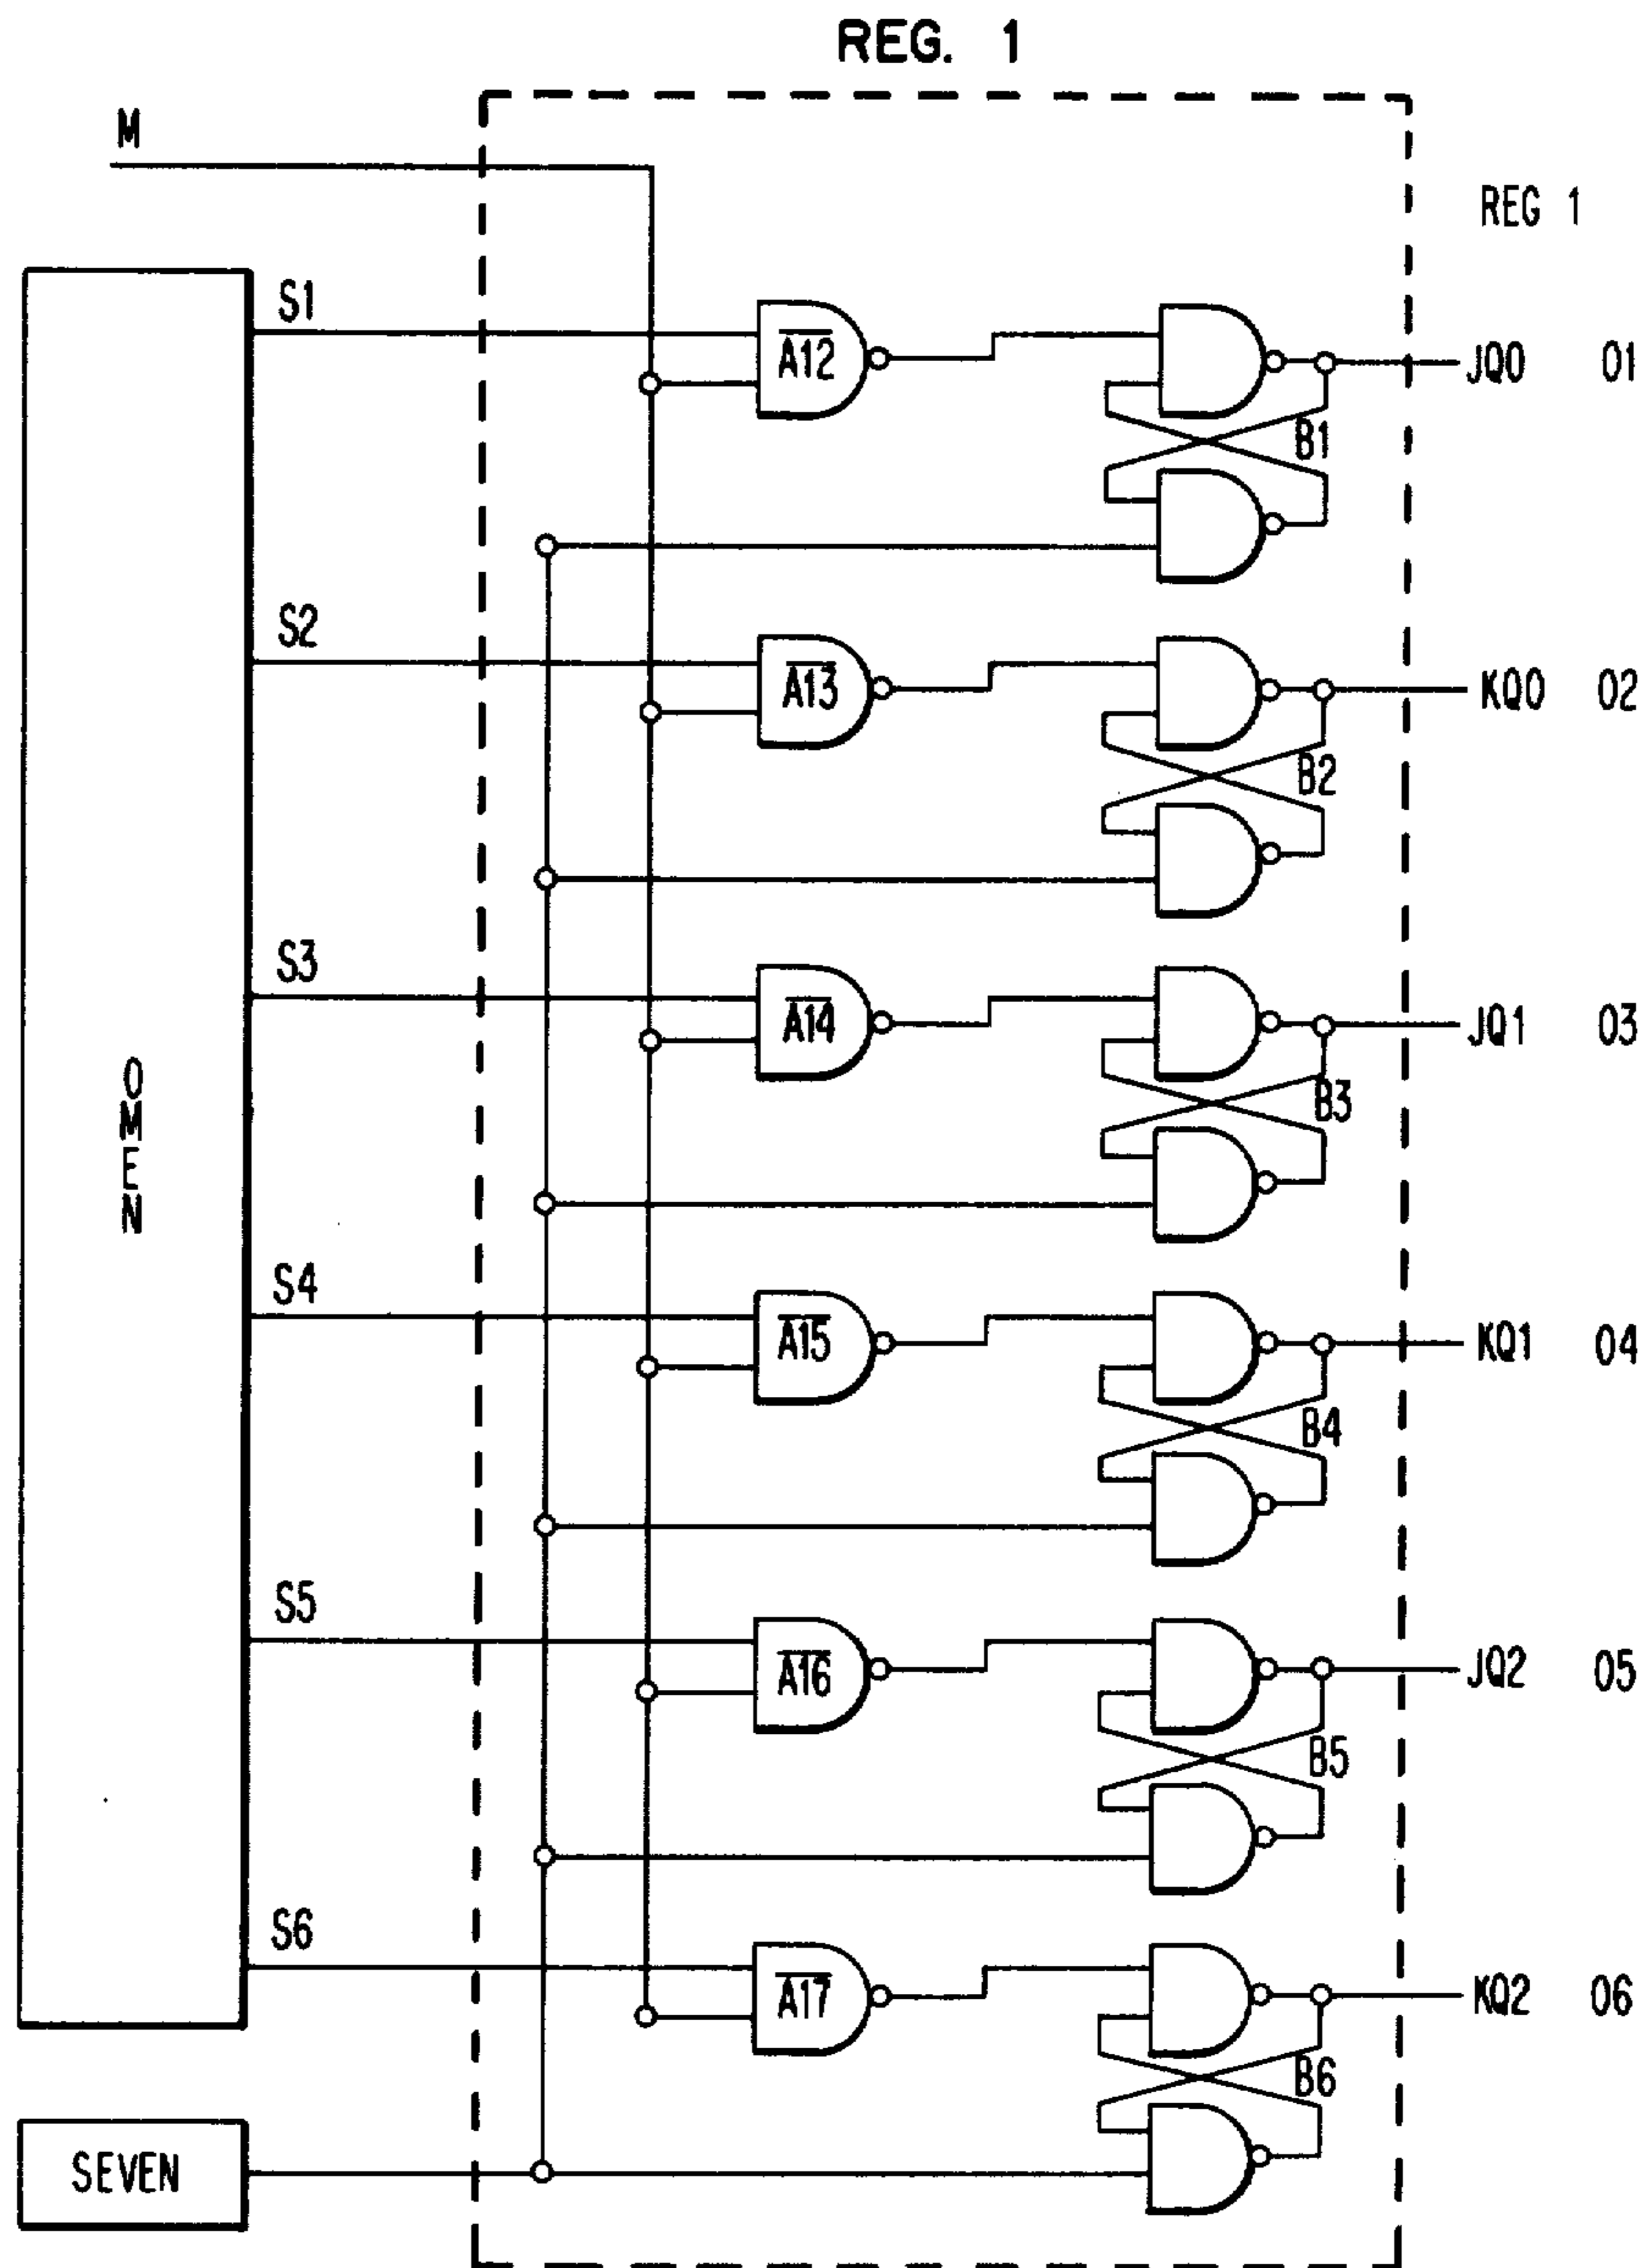 REG. 1
M
REG 1
S1
A12
JQ0 01
B1
S2
A13
KQ0 02
B2
S3
A14
JQ1 03
B3
OMEN
S4
A15
KQ1 04
B4
S5
A16
JQ2 05
B5
S6
A17
KQ2 06
B6
SEVEN